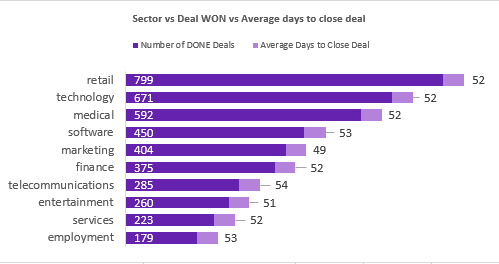 Sector vs Deal WON vs Average days to close deal
Number of DONE Deals Average Days to Close Deal
retail 799 52
technology 671 52
medical 592 52
software 450 53
marketing 404 49
finance 375 52
telecommunications 285 54
entertainment 260 51
services 223 52
employment 179 53